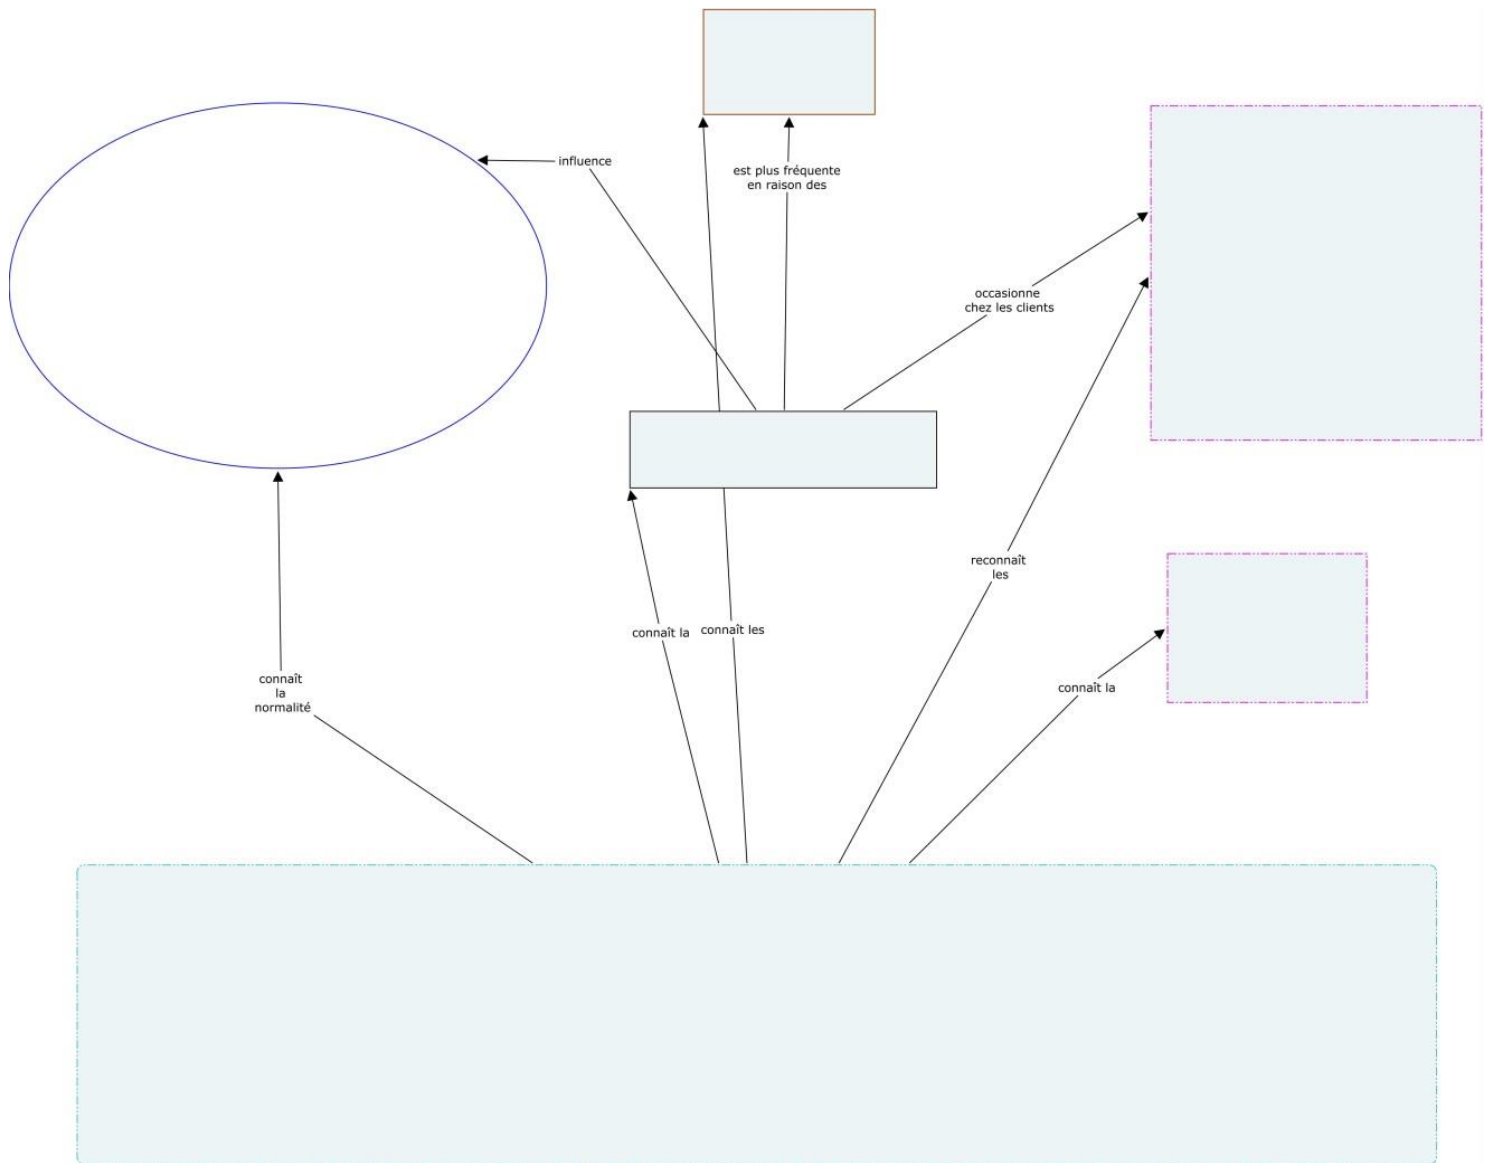 influence
est plus fréquente
en raison des
occasionne
chez les clients
reconnaît
les
connaît la
connaît les
connaît
la
normalité
connaît la